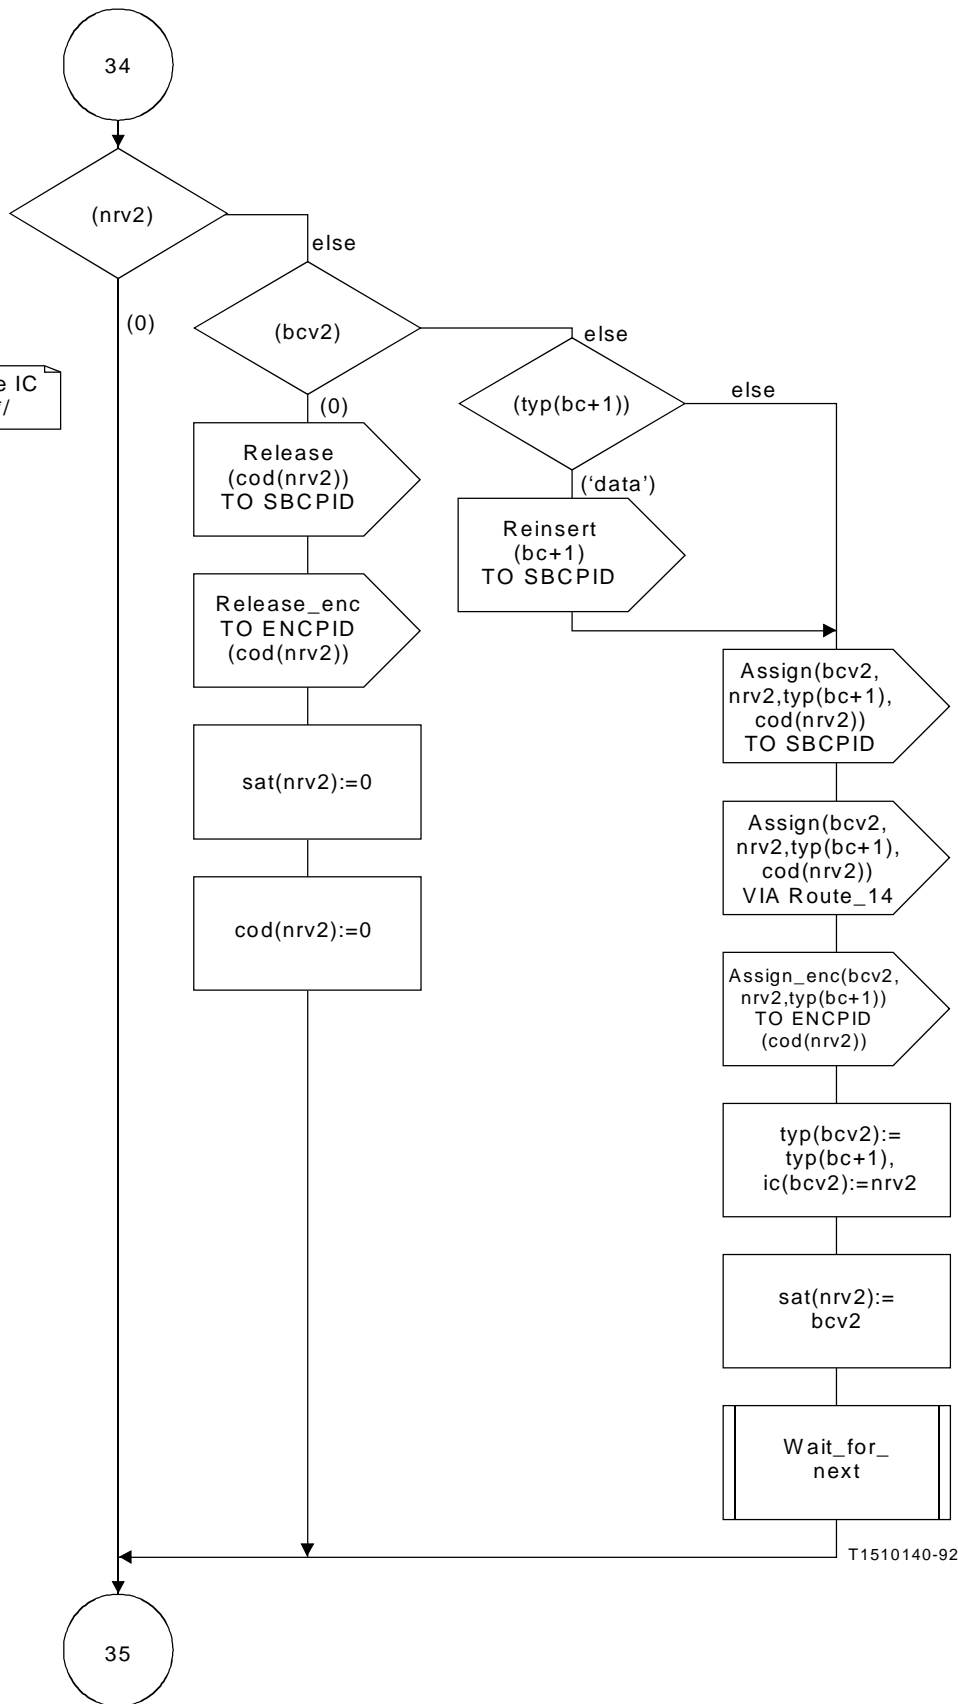 34
(nrv2)
else
(0)
(bcv2)
else
e IC
*/
(0)
(typ(bc+1))
else
Release
(cod(nrv2))
TO SBCPID
('data')
Reinsert
(bc+1)
TO SBCPID
Release_enc
TO ENCPID
(cod(nrv2))
Assign(bcv2,
nrv2,typ(bc+1),
cod(nrv2))
TO SBCPID
sat(nrv2):=0
Assign(bcv2,
nrv2,typ(bc+1),
cod(nrv2))
VIA Route_14
cod(nrv2):=0
Assign_enc(bcv2,
nrv2,typ(bc+1))
TO ENCPID
(cod(nrv2))
typ(bcv2):=
typ(bc+1),
ic(bcv2):=nrv2
sat(nrv2):=
bcv2
Wait_for_
next
T1510140-92
35